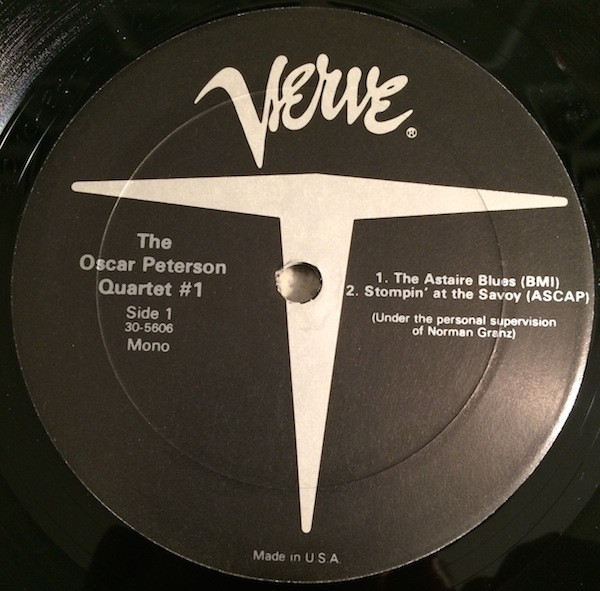 Verve®
The
Oscar Peterson
Quartet #1
Side 1
30-5606
Mono
1. The Astaire Blues (BMI)
2. Stompin' at the Savoy (ASCAP)
(Under the personal supervision
of Norman Granz)
Made in U.S.A.